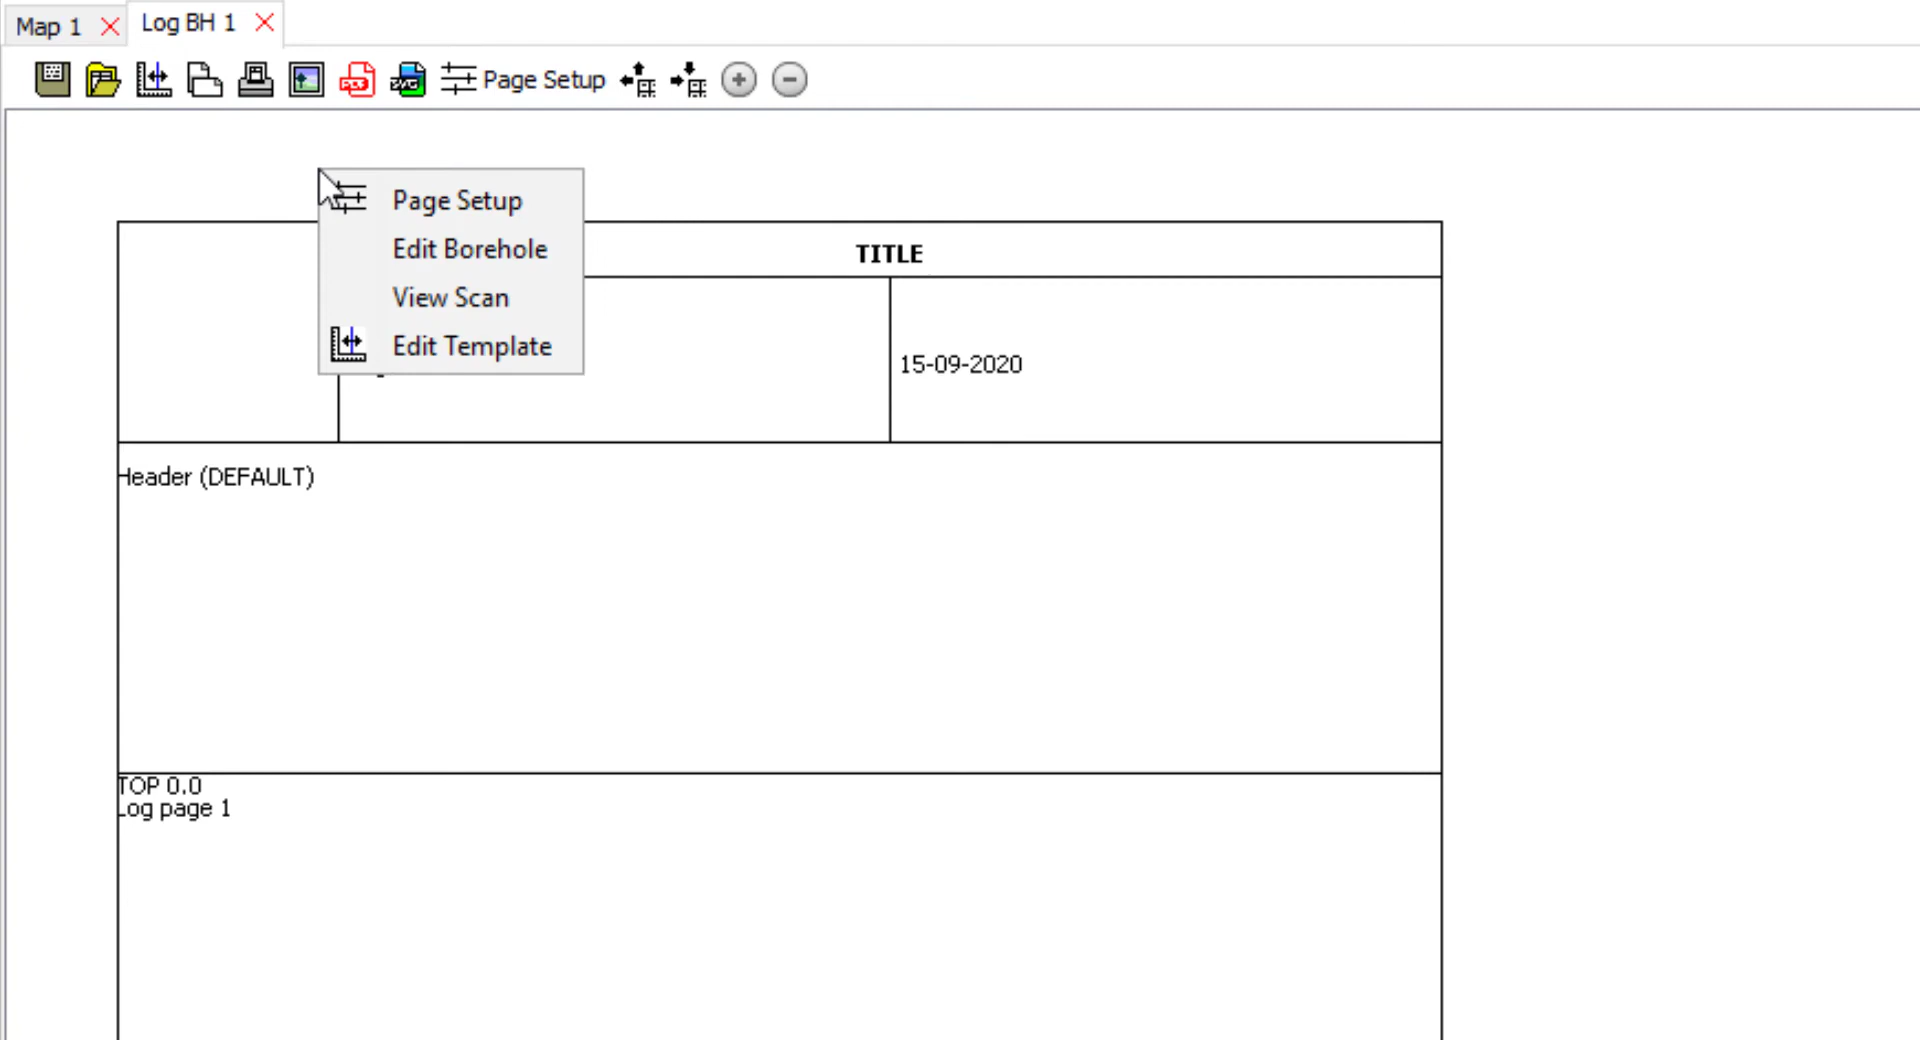 Map 1
Log BH 1
Page Setup
Page Setup
Edit Borehole
View Scan
Edit Template
TITLE
15-09-2020
Header (DEFAULT)
TOP 0.0
Log page 1